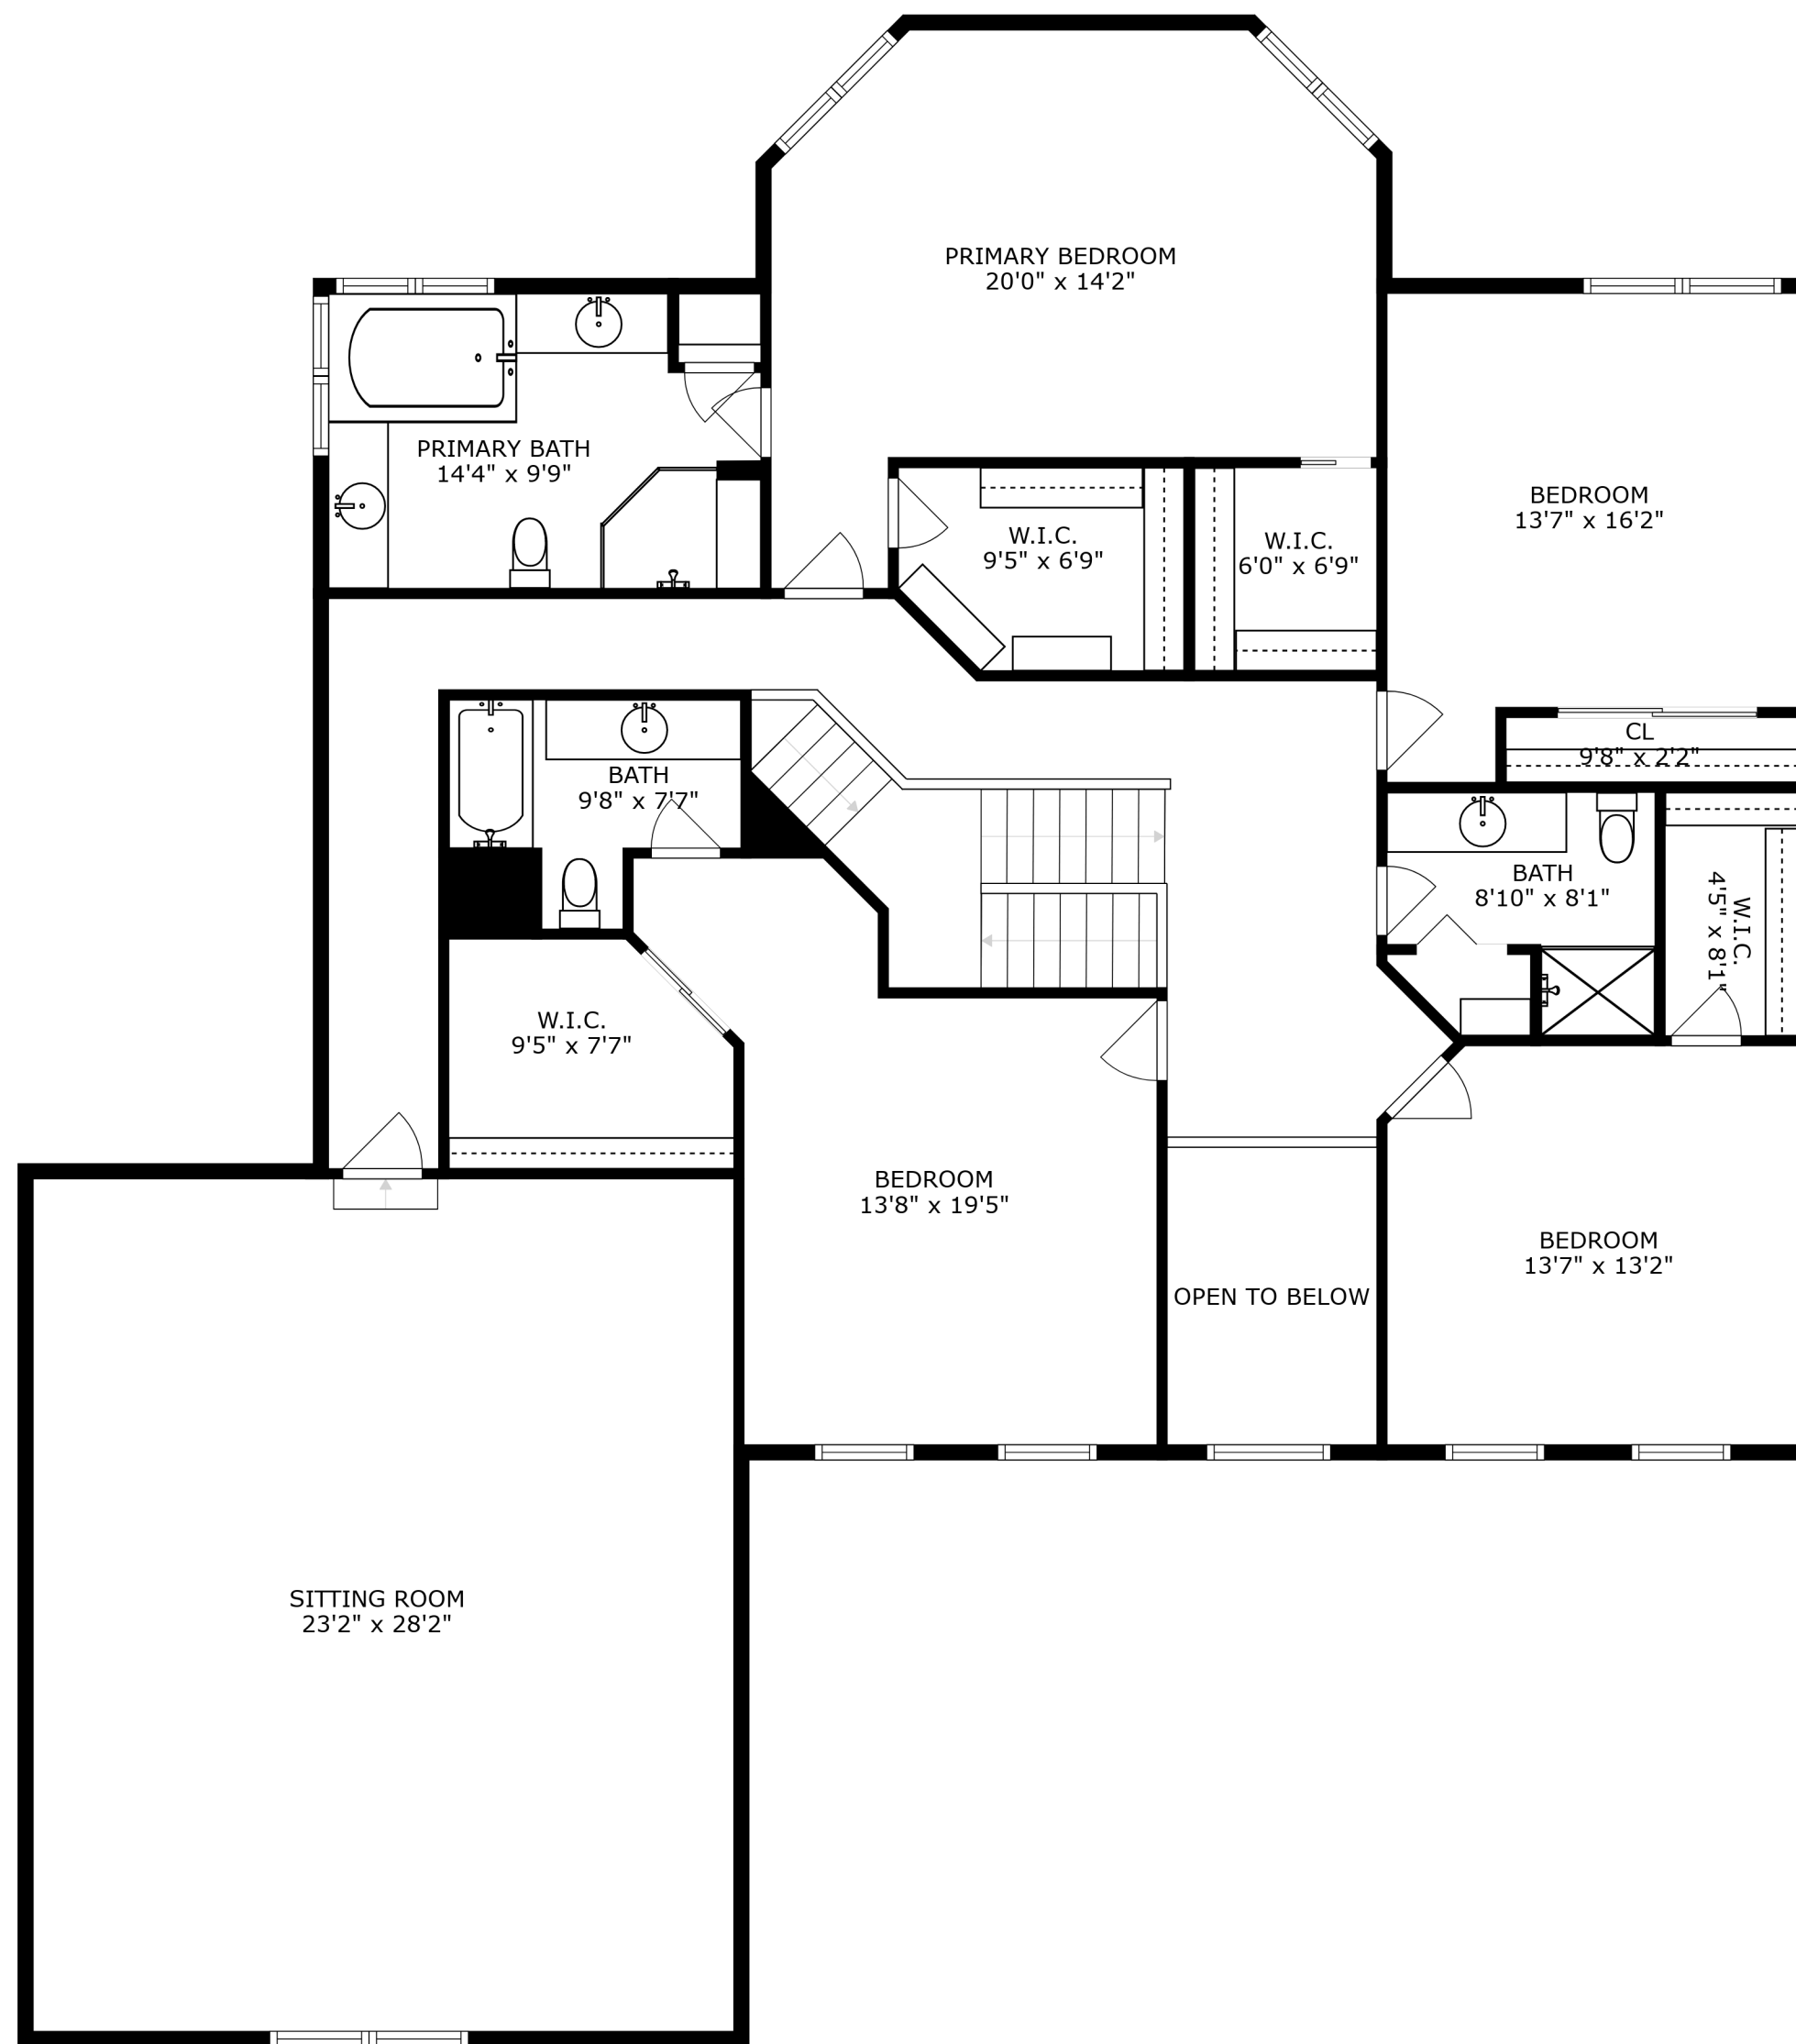 PRIMARY BEDROOM
20'0" x 14'2"
PRIMARY BATH
14'4" x 9'9"
BEDROOM
13'7" x 16'2"
W.I.C.
9'5" x 6'9"
W.I.C.
6'0" x 6'9"
CL
9'8" x 2'2"
BATH
9'8" x 7'7"
BATH
8'10" x 8'1"
W.I.C.
4'5" x 8'1"
W.I.C.
9'5" x 7'7"
BEDROOM
13'8" x 19'5"
BEDROOM
13'7" x 13'2"
OPEN TO BELOW
SITTING ROOM
23'2" x 28'2"